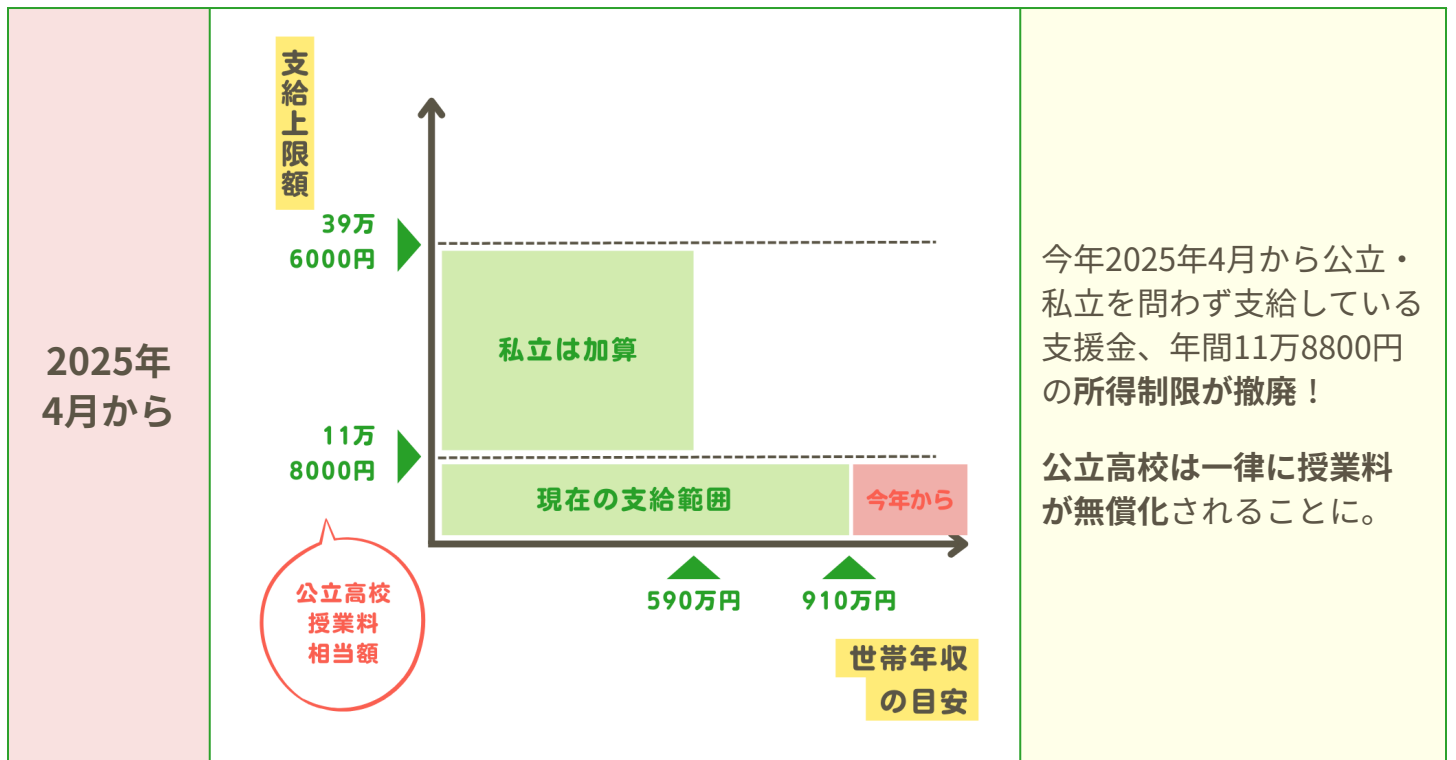 2025年
4月から
支給上限額
39万
6000円
私立は加算
11万
8000円
現在の支給範囲
今年から
590万円
910万円
公立高校
授業料
相当額
世帯年収
の目安
今年2025年4月から公立・
私立を問わず支給している
支援金、年間11万8800円
の所得制限が撤廃！
公立高校は一律に授業料
が無償化されることに。